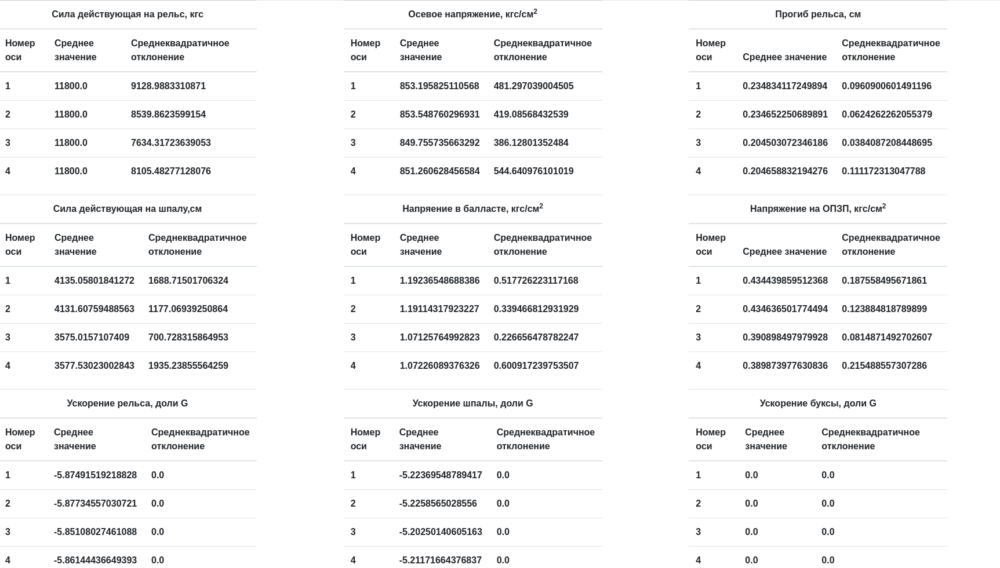 Сила действующая на рельс, кгс
Номер оси Среднее значение Среднеквадратичное отклонение
1 11800.0 9128.9883310871
2 11800.0 8539.8623599154
3 11800.0 7634.31723639053
4 11800.0 8105.48277128076
Осевое напряжение, кгс/см2
Номер оси Среднее значение Среднеквадратичное отклонение
1 853.195825110568 481.297039004505
2 853.548760296931 419.08568432539
3 849.755735663292 386.12801352484
4 851.260628456584 544.640976101019
Прогиб рельса, см
Номер оси Среднее значение Среднеквадратичное отклонение
1 0.234834117249894 0.0960900601491196
2 0.234652250689891 0.0624262262055379
3 0.204503072346186 0.0384087208448695
4 0.204658832194276 0.111172313047788
Сила действующая на шпалу,см
Номер оси Среднее значение Среднеквадратичное отклонение
1 4135.05801841272 1688.71501706324
2 4131.60759488563 1177.06939250864
3 3575.0157107409 700.728315864953
4 3577.53023002843 1935.23855564259
Напряение в балласте, кгс/см2
Номер оси Среднее значение Среднеквадратичное отклонение
1 1.19236548688386 0.517726223117168
2 1.19114317923227 0.339466812931929
3 1.07125764992823 0.226656478782247
4 1.07226089376326 0.600917239753507
Напряжение на ОПЗП, кгс/см2
Номер оси Среднее значение Среднеквадратичное отклонение
1 0.434439859512368 0.187558495671861
2 0.434636501774494 0.123884818789899
3 0.390898497979928 0.0814871492702607
4 0.389873977630836 0.215488557307286
Ускорение рельса, доли G
Номер оси Среднее значение Среднеквадратичное отклонение
1 -5.87491519218828 0.0
2 -5.87734557030721 0.0
3 -5.85108027461088 0.0
4 -5.86144436649393 0.0
Ускорение шпалы, доли G
Номер оси Среднее значение Среднеквадратичное отклонение
1 -5.22369548789417 0.0
2 -5.2258565028556 0.0
3 -5.20250140605163 0.0
4 -5.21171664376837 0.0
Ускорение буксы, доли G
Номер оси Среднее значение Среднеквадратичное отклонение
1 0.0 0.0
2 0.0 0.0
3 0.0 0.0
4 0.0 0.0